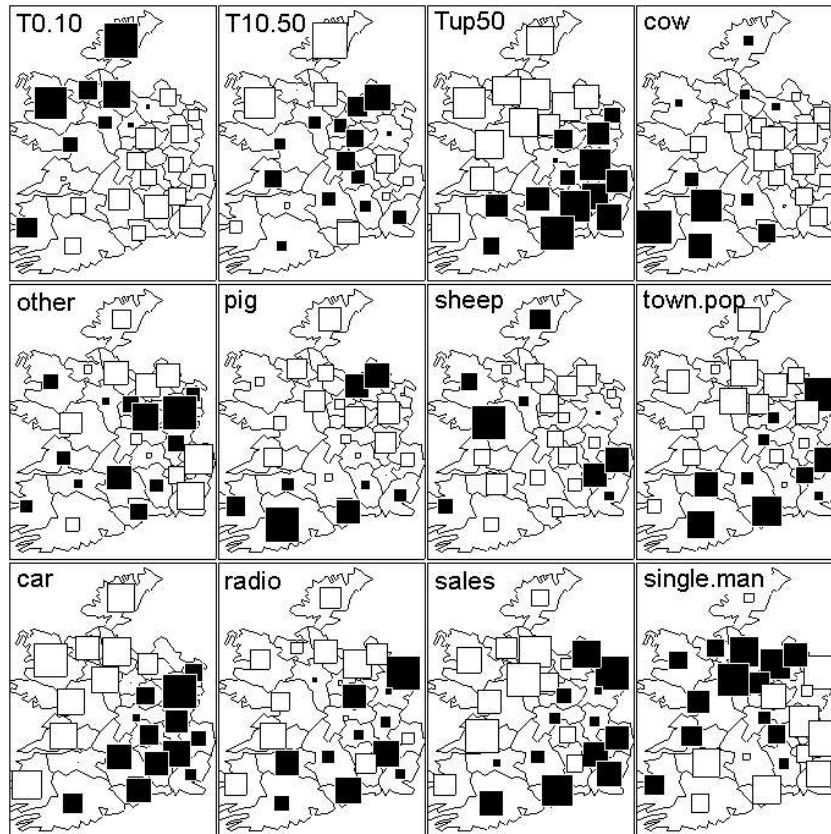 T0.10 T10.50 Tup50 cow
other pig sheep town.pop
car radio sales single.man